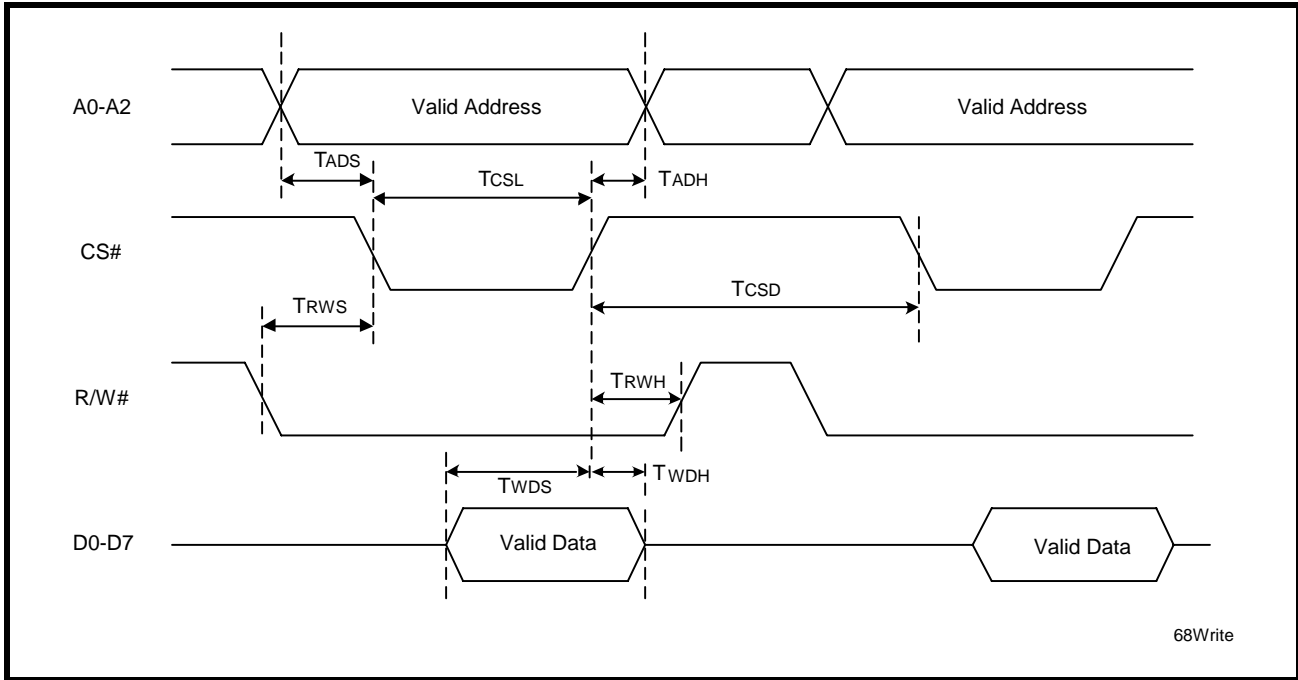 A0-A2
Valid Address
Valid Address
TADS
TCSL
TADH
CS#
TCSD
TRWS
R/W#
TRWH
TWDS
TWDH
D0-D7
Valid Data
Valid Data
68Write